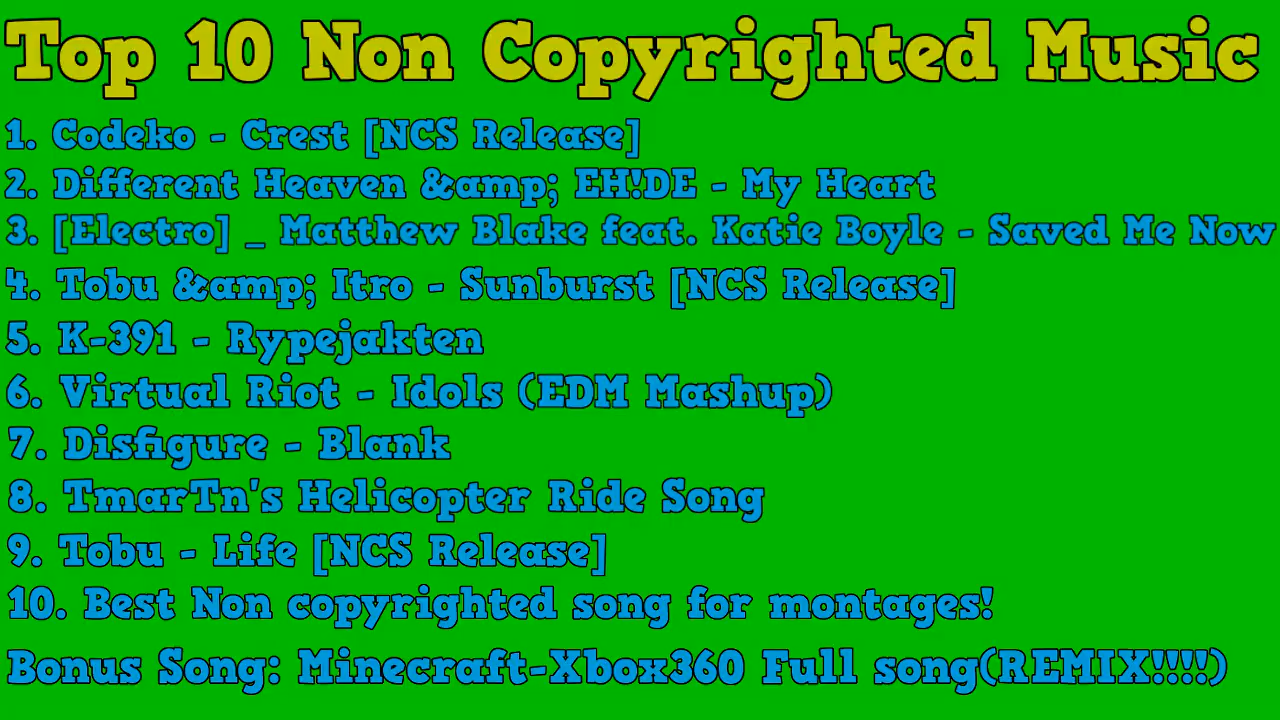 Top 10 Non Copyrighted Music
1. Codeko - Crest [NCS Release]
2. Different Heaven &amp; EH!DE - My Heart
3. [Electro] _ Matthew Blake feat. Katie Boyle - Saved Me Now
4. Tobu &amp; Itro - Sunburst [NCS Release]
5. K-391 - Rypejakten
6. Virtual Riot - Idols (EDM Mashup)
7. Disfigure - Blank
8. TmarTn's Helicopter Ride Song
9. Tobu - Life [NCS Release]
10. Best Non copyrighted song for montages!
Bonus Song: Minecraft-Xbox360 Full song(REMIX!!!!)